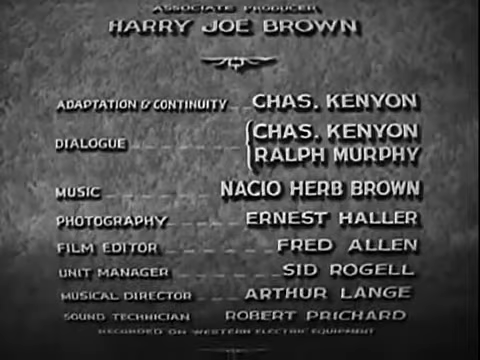 ASSOCIATE PRODUCER
HARRY JOE BROWN
ADAPTATION & CONTINUITY CHAS. KENYON
DIALOGUE CHAS. KENYON
RALPH MURPHY
MUSIC NACIO HERB BROWN
PHOTOGRAPHY ERNEST HALLER
FILM EDITOR FRED ALLEN
UNIT MANAGER SID ROGELL
MUSICAL DIRECTOR ARTHUR LANGE
SOUND TECHNICIAN ROBERT PRICHARD
RECORDED ON WESTERN ELECTRIC EQUIPMENT